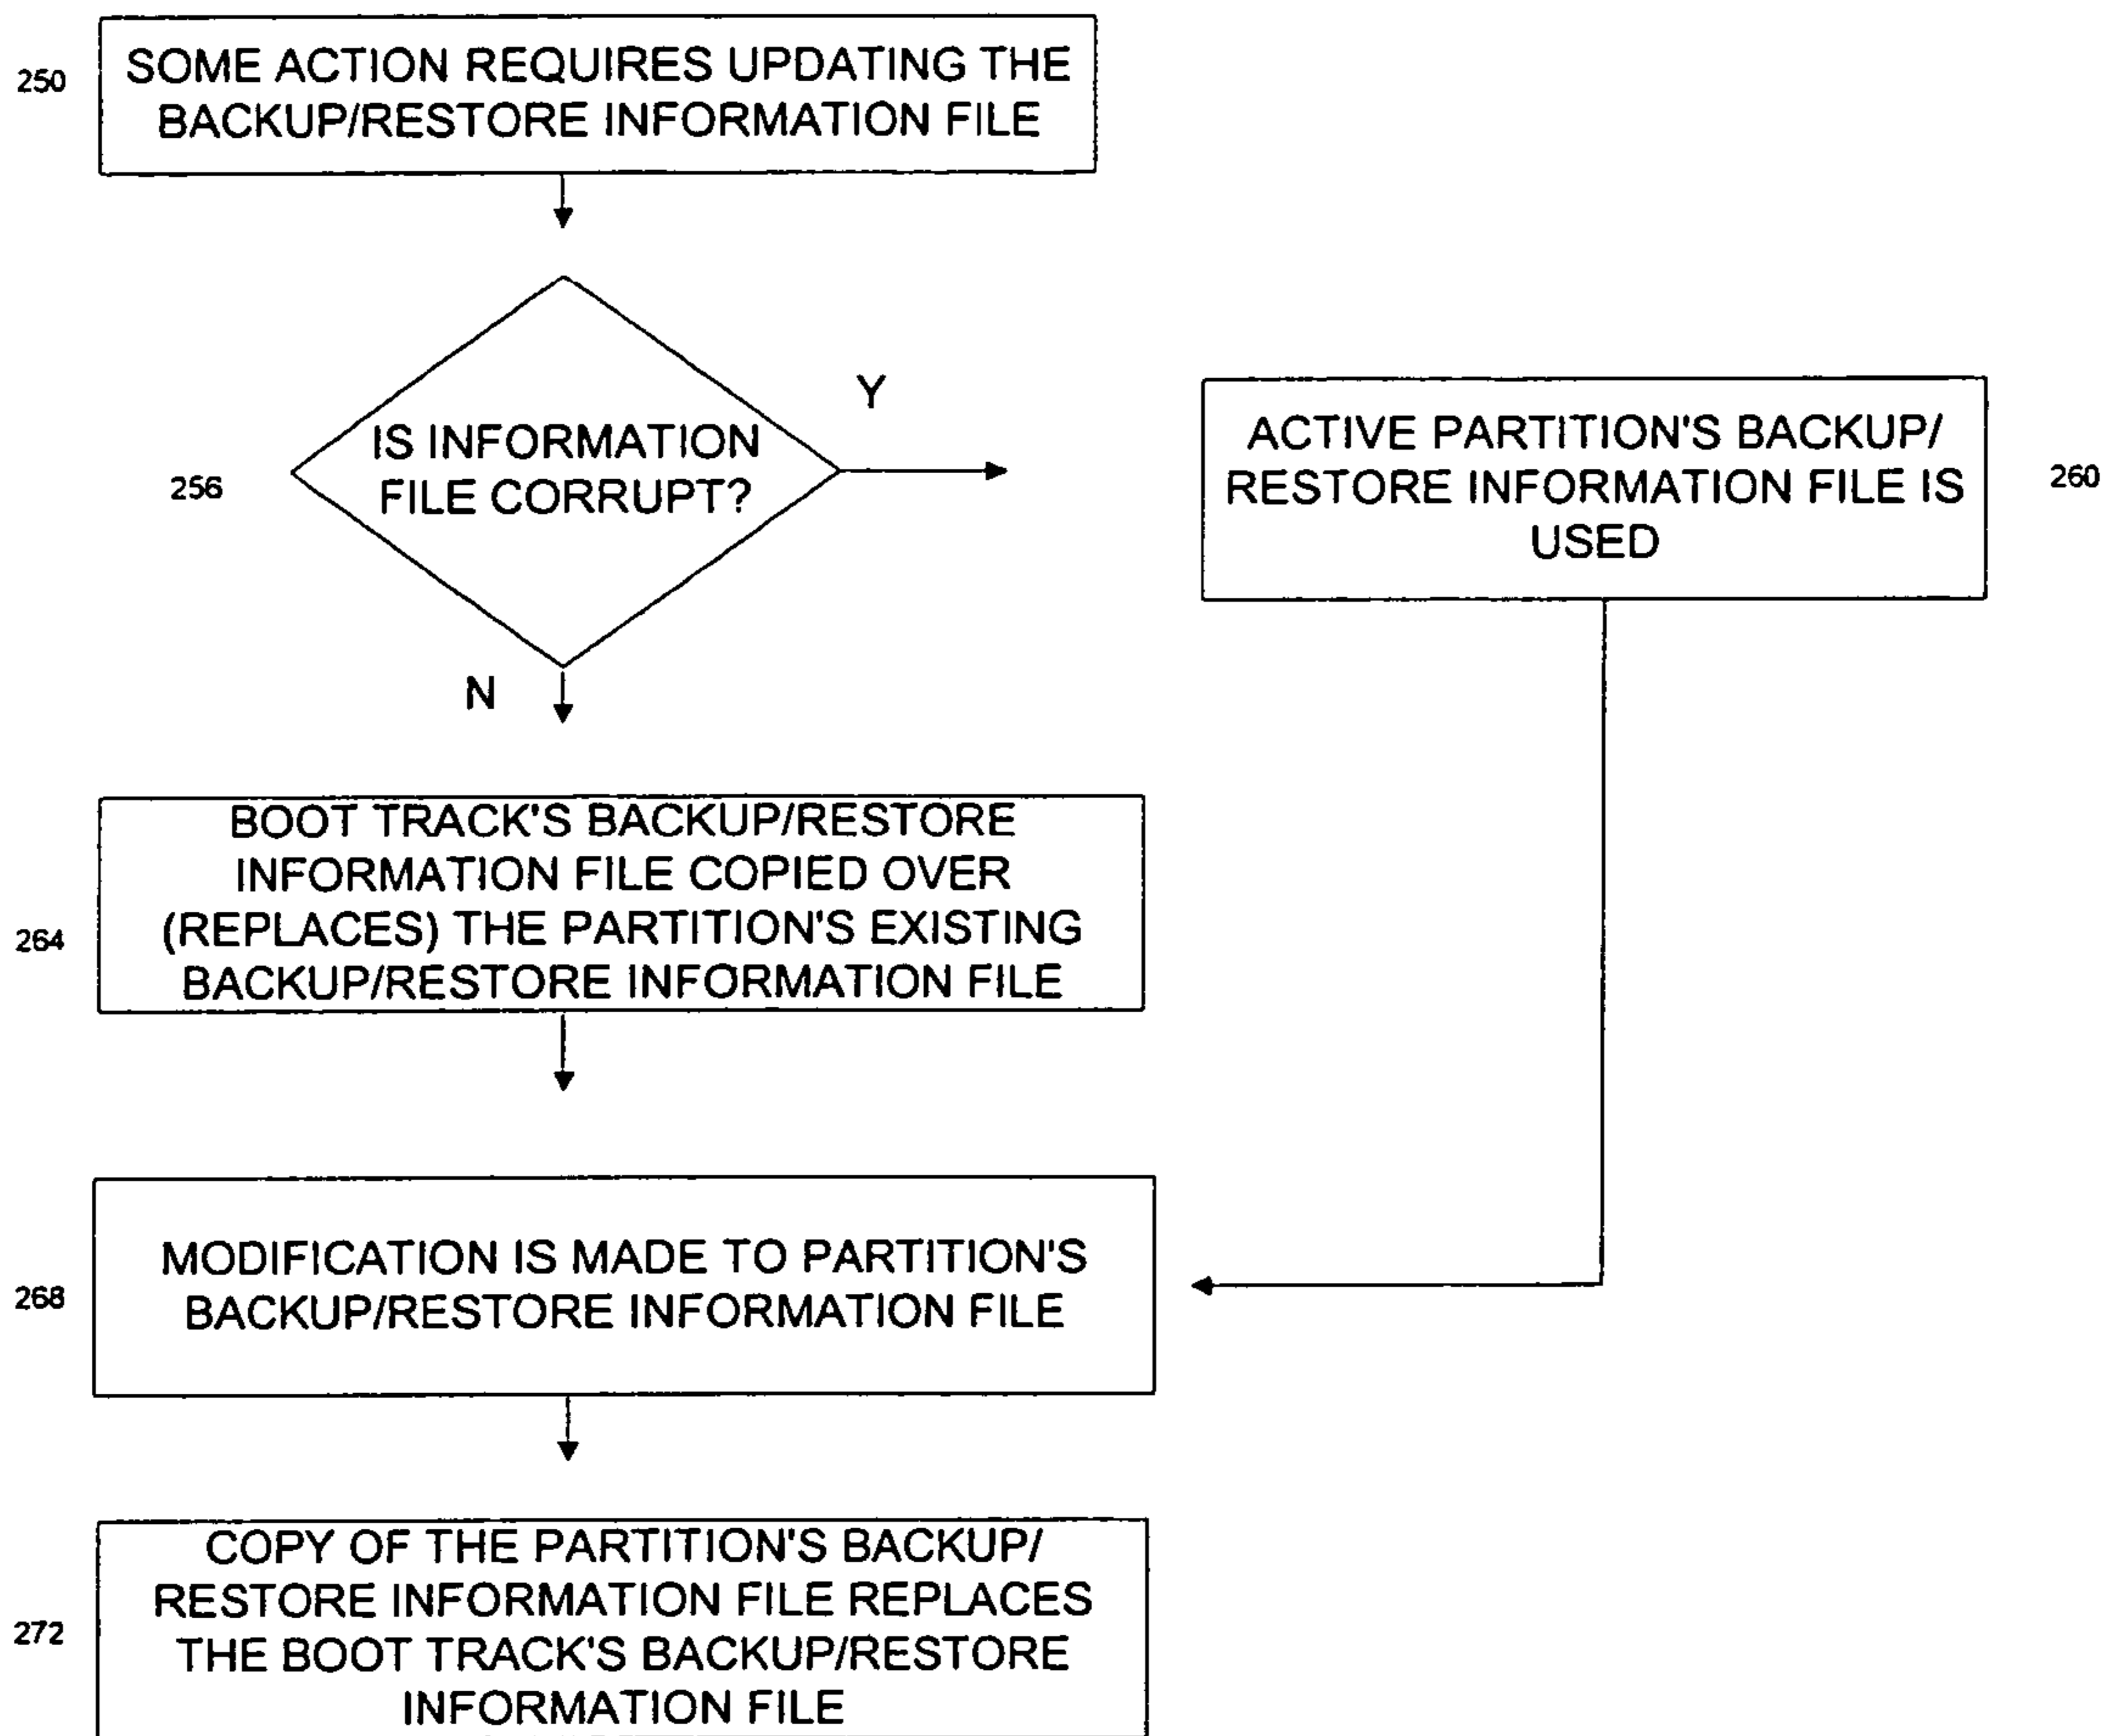 250
SOME ACTION REQUIRES UPDATING THE
BACKUP/RESTORE INFORMATION FILE
256
IS INFORMATION
FILE CORRUPT?
Y
ACTIVE PARTITION'S BACKUP/
RESTORE INFORMATION FILE IS
USED
260
N
264
BOOT TRACK'S BACKUP/RESTORE
INFORMATION FILE COPIED OVER
(REPLACES) THE PARTITION'S EXISTING
BACKUP/RESTORE INFORMATION FILE
268
MODIFICATION IS MADE TO PARTITION'S
BACKUP/RESTORE INFORMATION FILE
272
COPY OF THE PARTITION'S BACKUP/
RESTORE INFORMATION FILE REPLACES
THE BOOT TRACK'S BACKUP/RESTORE
INFORMATION FILE